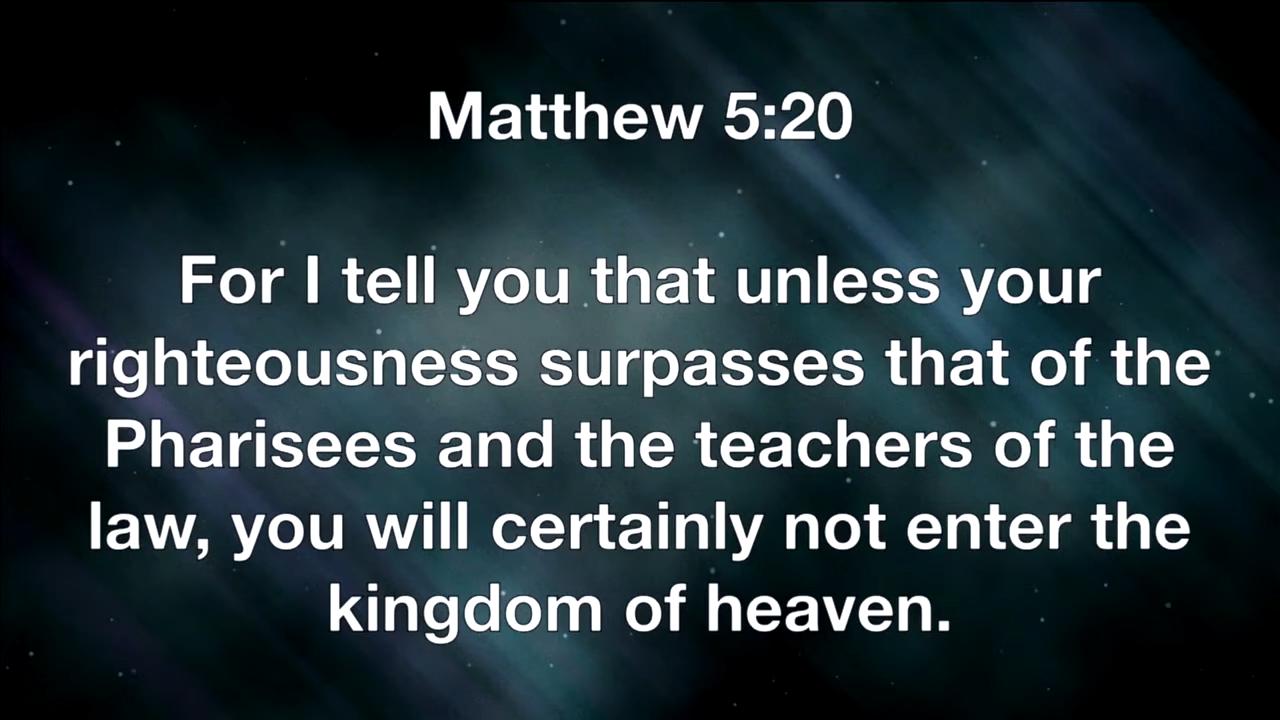 Matthew 5:20
For I tell you that unless your
righteousness surpasses that of the
Pharisees and the teachers of the
law, you will certainly not enter the
kingdom of heaven.